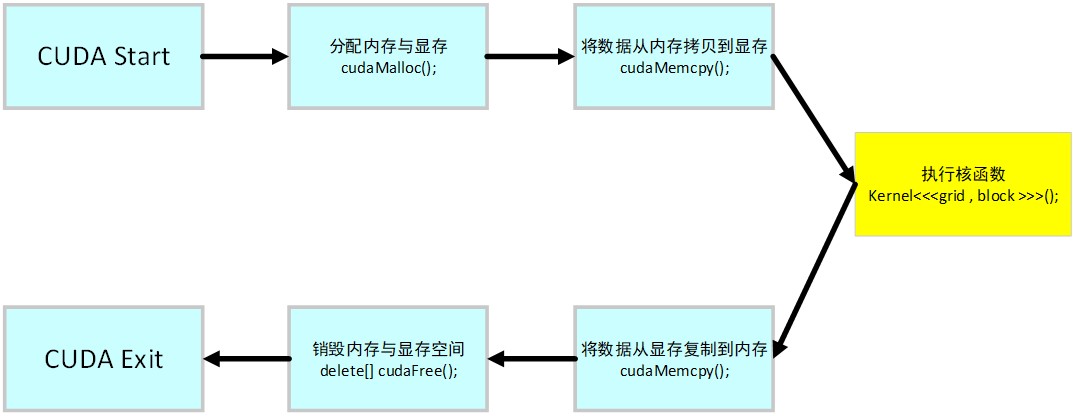 CUDA Start
分配内存与显存
cudaMalloc();
将数据从内存拷贝到显存
cudaMemcpy();
执行核函数
Kernel<<<grid , block >>>();
将数据从显存复制到内存
cudaMemcpy();
销毁内存与显存空间
delete[] cudaFree();
CUDA Exit